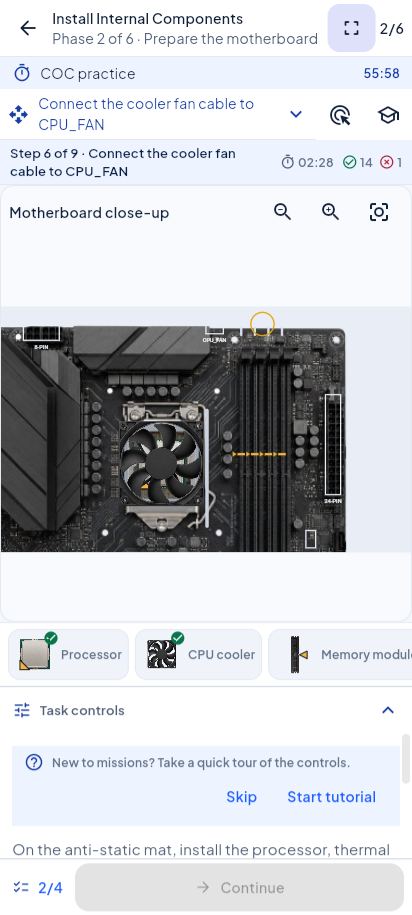 Install Internal Components
Phase 2 of 6 · Prepare the motherboard
2/6
COC practice
55:58
Connect the cooler fan cable to
CPU_FAN
Step 6 of 9 · Connect the cooler fan
cable to CPU_FAN
02:28
14
1
Motherboard close-up
8-PIN
CPU_FAN
24-PIN
Processor
CPU cooler
Memory module
Task controls
New to missions? Take a quick tour of the controls.
Skip
Start tutorial
On the anti-static mat, install the processor, thermal
2/4
Continue